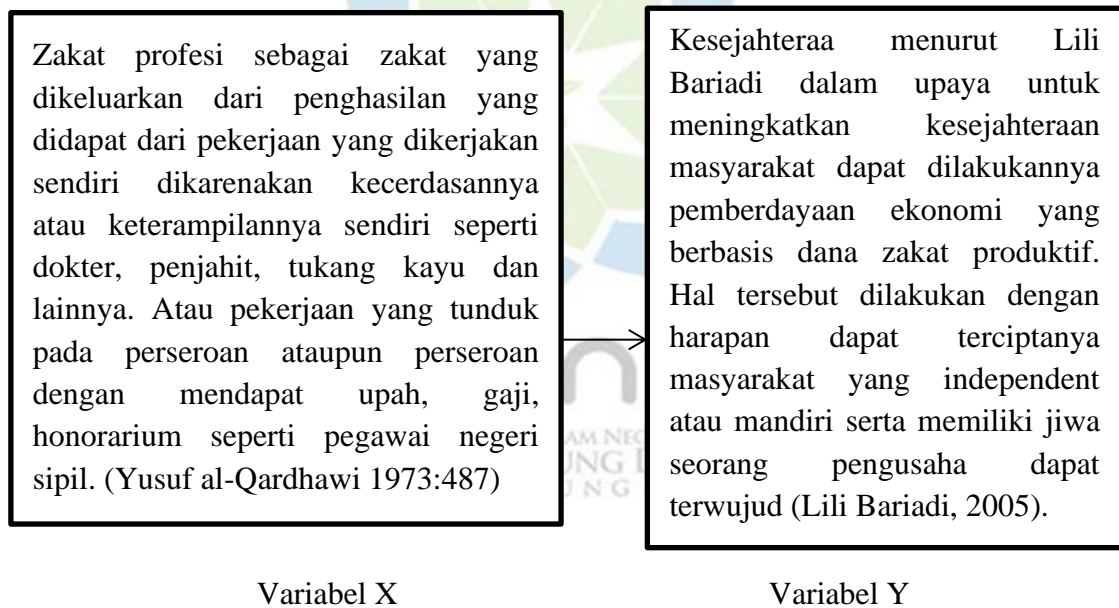 Zakat profesi sebagai zakat yang
dikeluarkan dari penghasilan yang
didapat dari pekerjaan yang dikerjakan
sendiri dikarenakan kecerdasannya
atau keterampilannya sendiri seperti
dokter, penjahit, tukang kayu dan
lainnya. Atau pekerjaan yang tunduk
pada perseroan ataupun perseroan
dengan mendapat upah, gaji,
honorarium seperti pegawai negeri
sipil. (Yusuf al-Qardhawi 1973:487)
Kesejahteraa menurut Lili
Bariadi dalam upaya untuk
meningkatkan kesejahteraan
masyarakat dapat dilakukannya
pemberdayaan ekonomi yang
berbasis dana zakat produktif.
Hal tersebut dilakukan dengan
harapan dapat terciptanya
masyarakat yang independent
atau mandiri serta memiliki jiwa
seorang pengusaha dapat
terwujud (Lili Bariadi, 2005).
Variabel X
Variabel Y